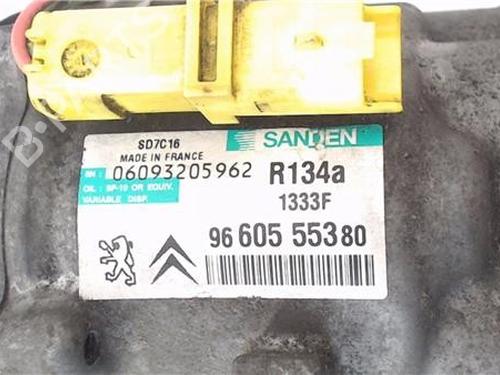 SD7C16
MADE IN FRANCE
SANDEN
SN: 06093205962
R134a
OIL: SP-10 OR EQUIV.
VARIABLE DISP.
1333F
96 605 553 80